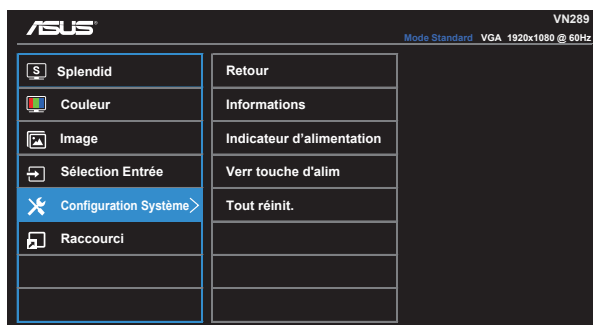 ASUS
VN289
Mode Standard VGA 1920x1080 @ 60Hz
S Splendid
Couleur
Image
Sélection Entrée
Configuration Système
Raccourci
Retour
Informations
Indicateur d’alimentation
Verr touche d'alim
Tout réinit.